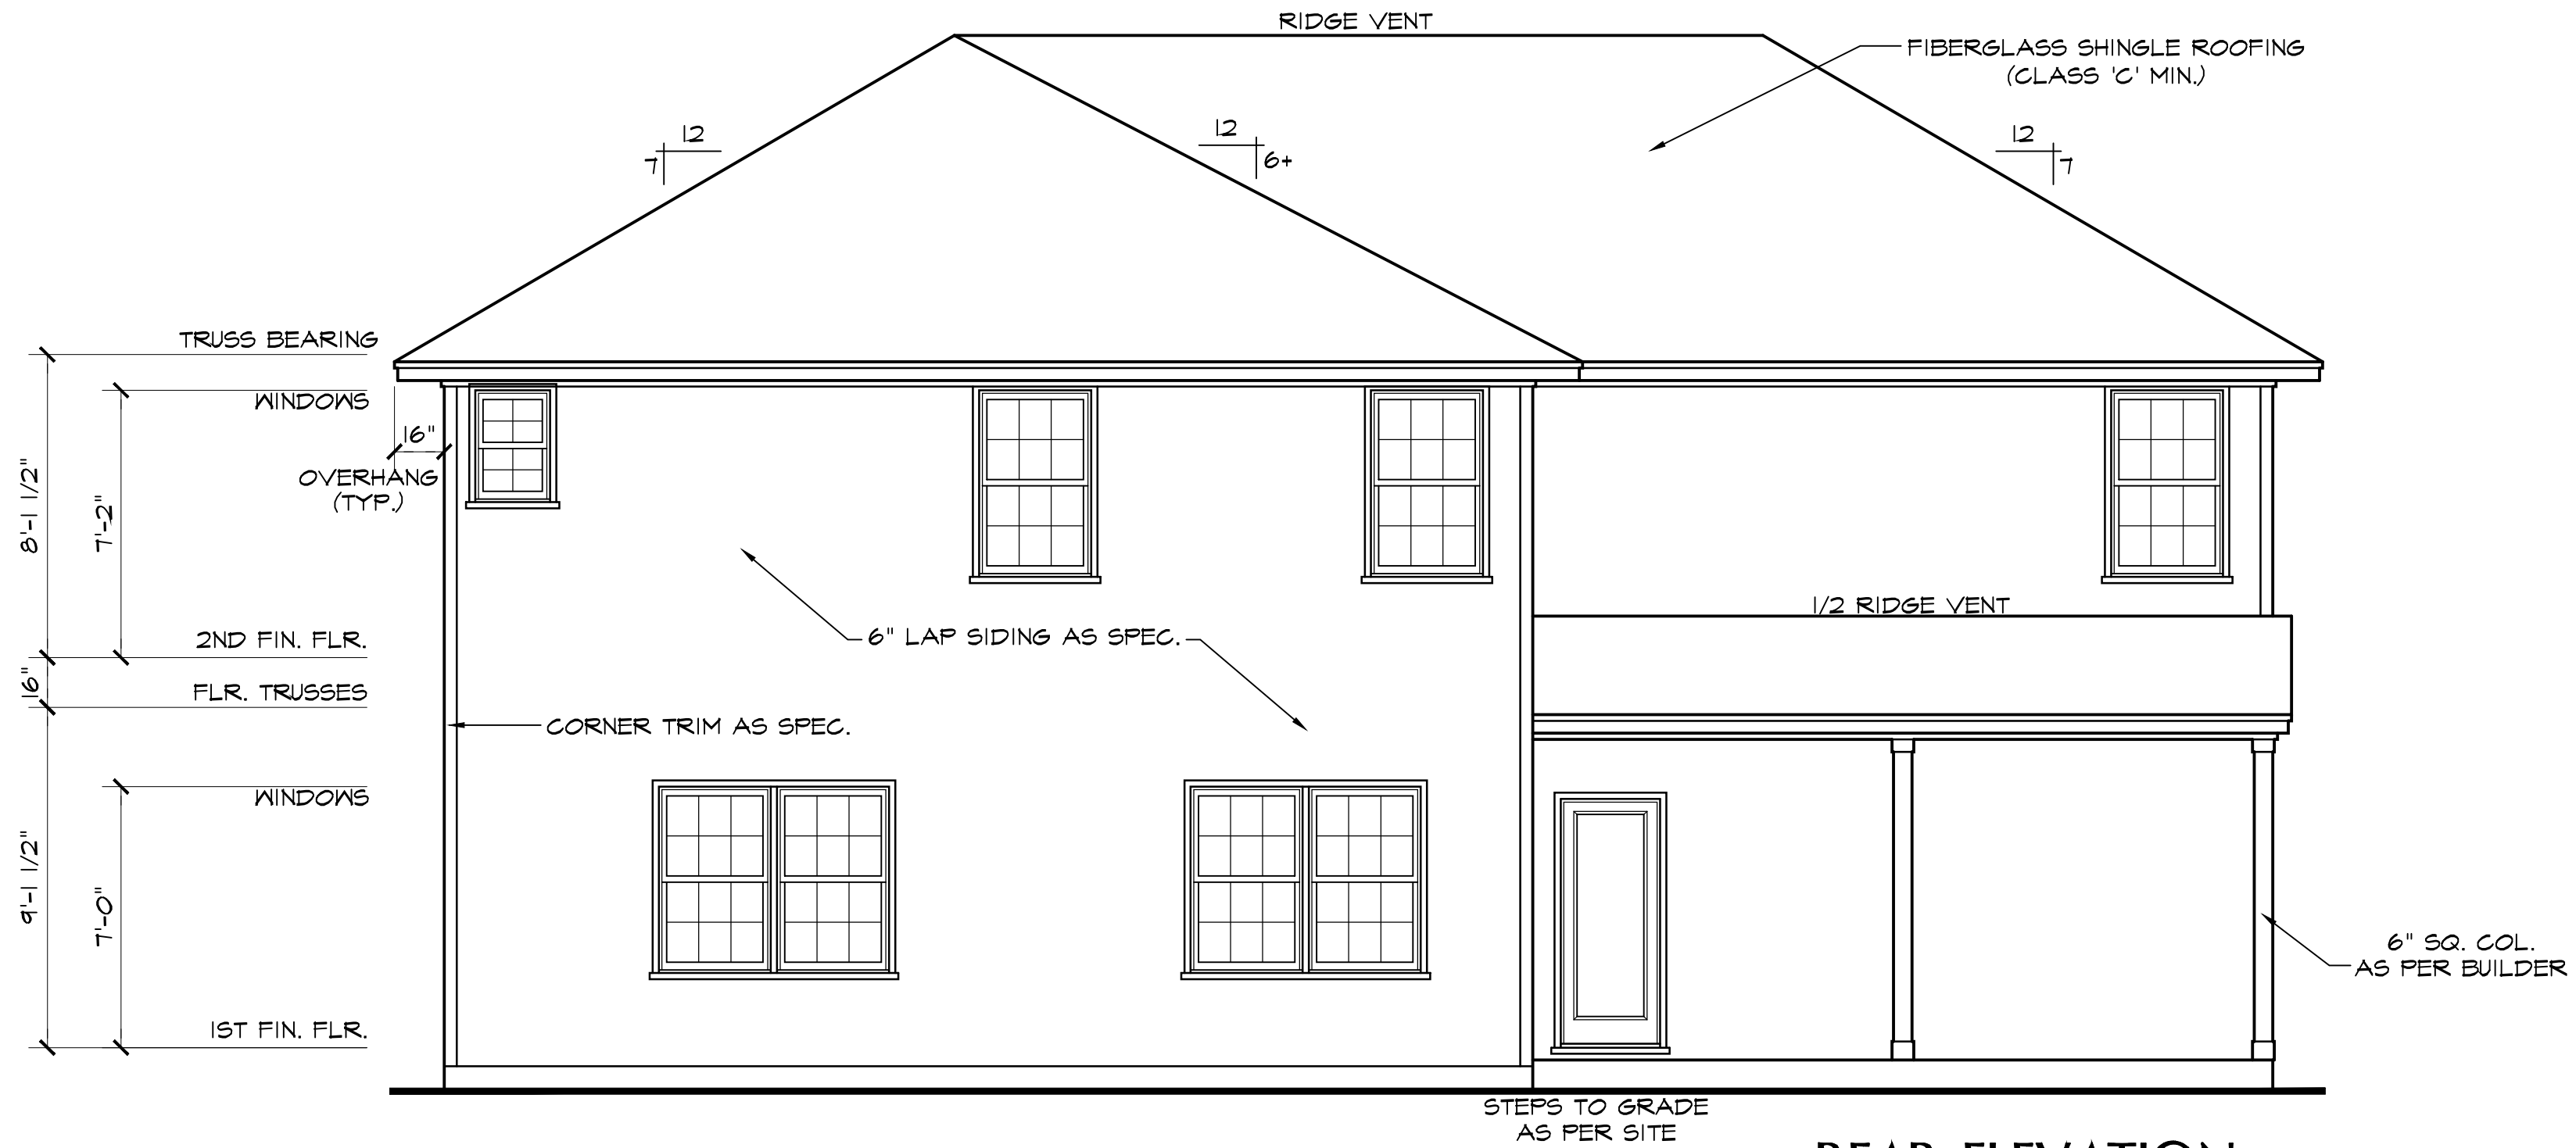 RIDGE VENT
FIBERGLASS SHINGLE ROOFING
(CLASS 'C' MIN.)
12
7
12
6+
12
7
TRUSS BEARING
WINDOWS
16"
OVERHANG
(TYP.)
8'-1 1/2"
7'-2"
1/2 RIDGE VENT
2ND FIN. FLR.
6" LAP SIDING AS SPEC.
16"
FLR. TRUSSES
CORNER TRIM AS SPEC.
WINDOWS
9'-1 1/2"
7'-0"
6" SQ. COL.
AS PER BUILDER
1ST FIN. FLR.
STEPS TO GRADE
AS PER SITE
REAR ELEVATION